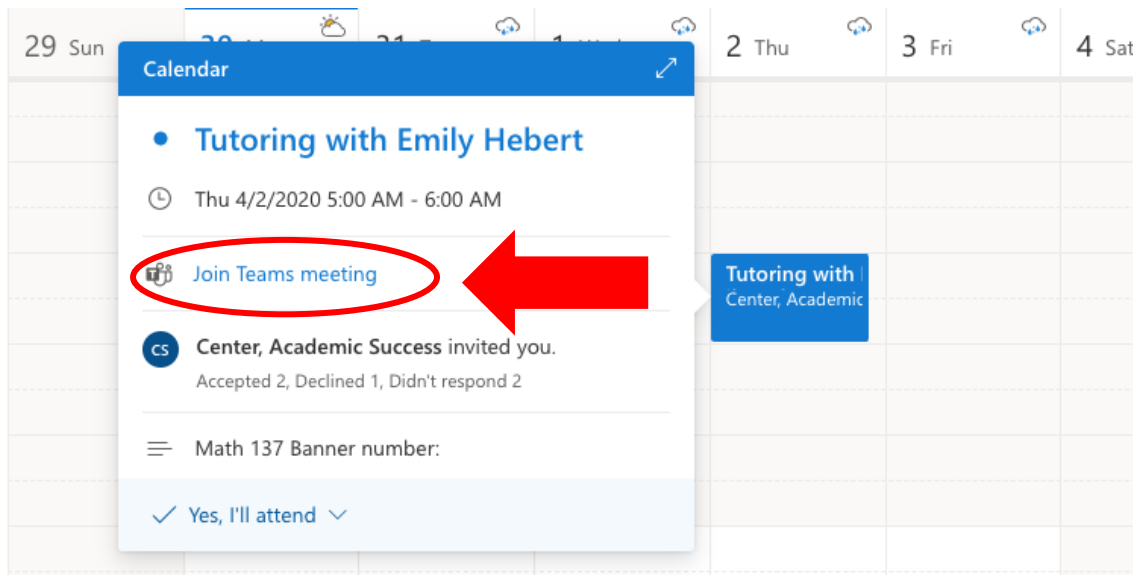 29 Sun
2 Thu
3 Fri
4 Sat
Calendar
Tutoring with Emily Hebert
Thu 4/2/2020 5:00 AM - 6:00 AM
Join Teams meeting
Center, Academic Success invited you.
Accepted 2, Declined 1, Didn't respond 2
Math 137 Banner number:
Yes, I'll attend
Tutoring with
Center, Academic
CS